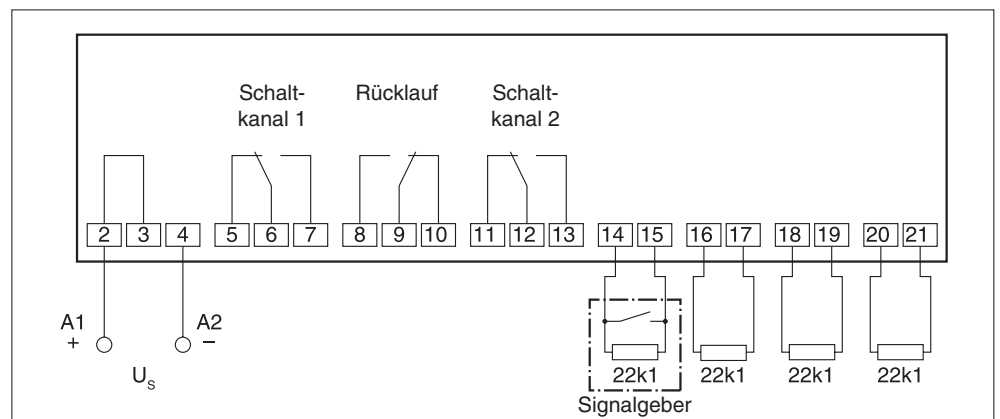 Schalt-
kanal 1
Rücklauf
Schalt-
kanal 2
2 3 4 5 6 7 8 9 10 11 12 13 14 15 16 17 18 19 20 21
A1
+
A2
–
U_S
22k1 22k1 22k1 22k1
Signalgeber